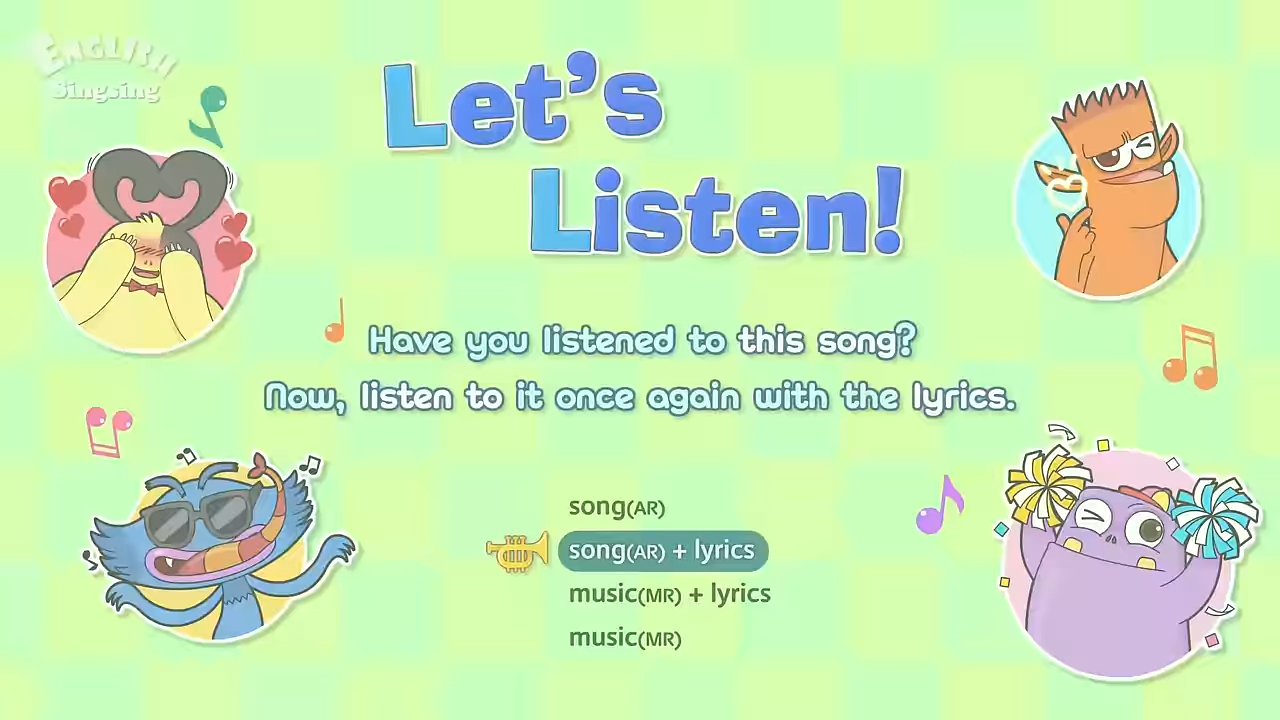 ENGLISH
Singsing
Let's
Listen!
Have you listened to this song?
Now, listen to it once again with the lyrics.
song(AR)
song(AR) + lyrics
music(MR) + lyrics
music(MR)